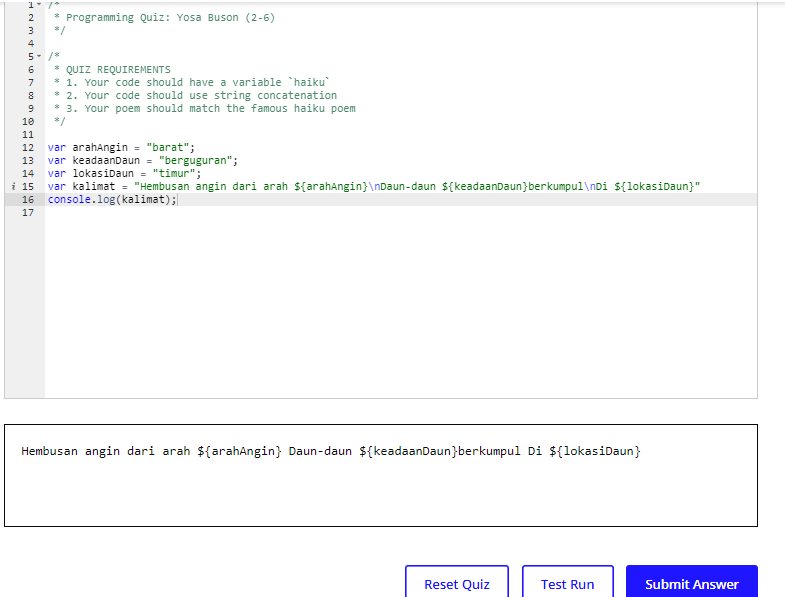 1 /*
2 * Programming Quiz: Yosa Buson (2-6)
3 */
4
5 /*
6 * QUIZ REQUIREMENTS
7 * 1. Your code should have a variable `haiku`
8 * 2. Your code should use string concatenation
9 * 3. Your poem should match the famous haiku poem
10 */
11
12 var arahAngin = "barat";
13 var keadaanDaun = "berguguran";
14 var lokasiDaun = "timur";
i 15 var kalimat = "Hembusan angin dari arah ${arahAngin}\nDaun-daun ${keadaanDaun}berkumpul\nDi ${lokasiDaun}"
16 console.log(kalimat);
17
Hembusan angin dari arah ${arahAngin} Daun-daun ${keadaanDaun}berkumpul Di ${lokasiDaun}
Reset Quiz Test Run Submit Answer